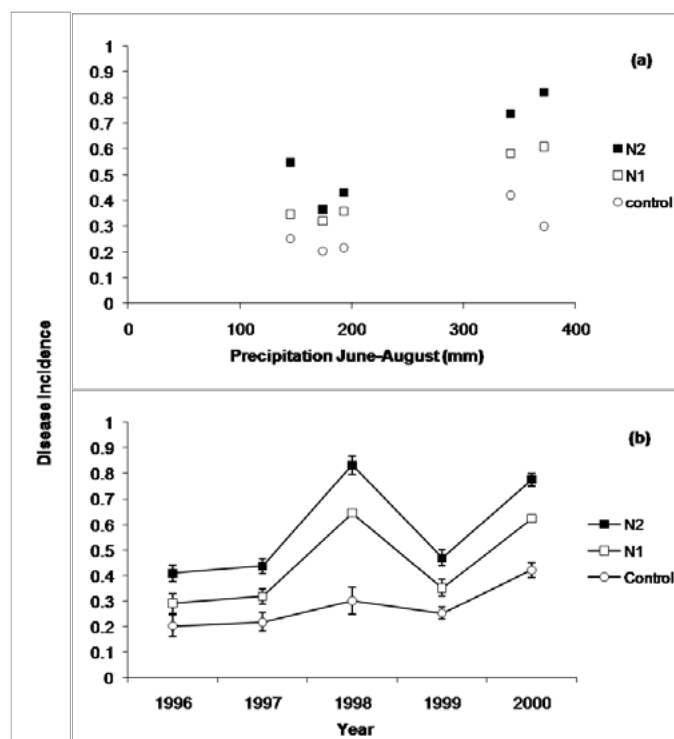 Disease Incidence
(a)
1
0.9
0.8
0.7
0.6
0.5
0.4
0.3
0.2
0.1
0
0 100 200 300 400
Precipitation June-August (mm)
N2
N1
control
(b)
1
0.9
0.8
0.7
0.6
0.5
0.4
0.3
0.2
0.1
0
1996 1997 1998 1999 2000
Year
N2
N1
Control